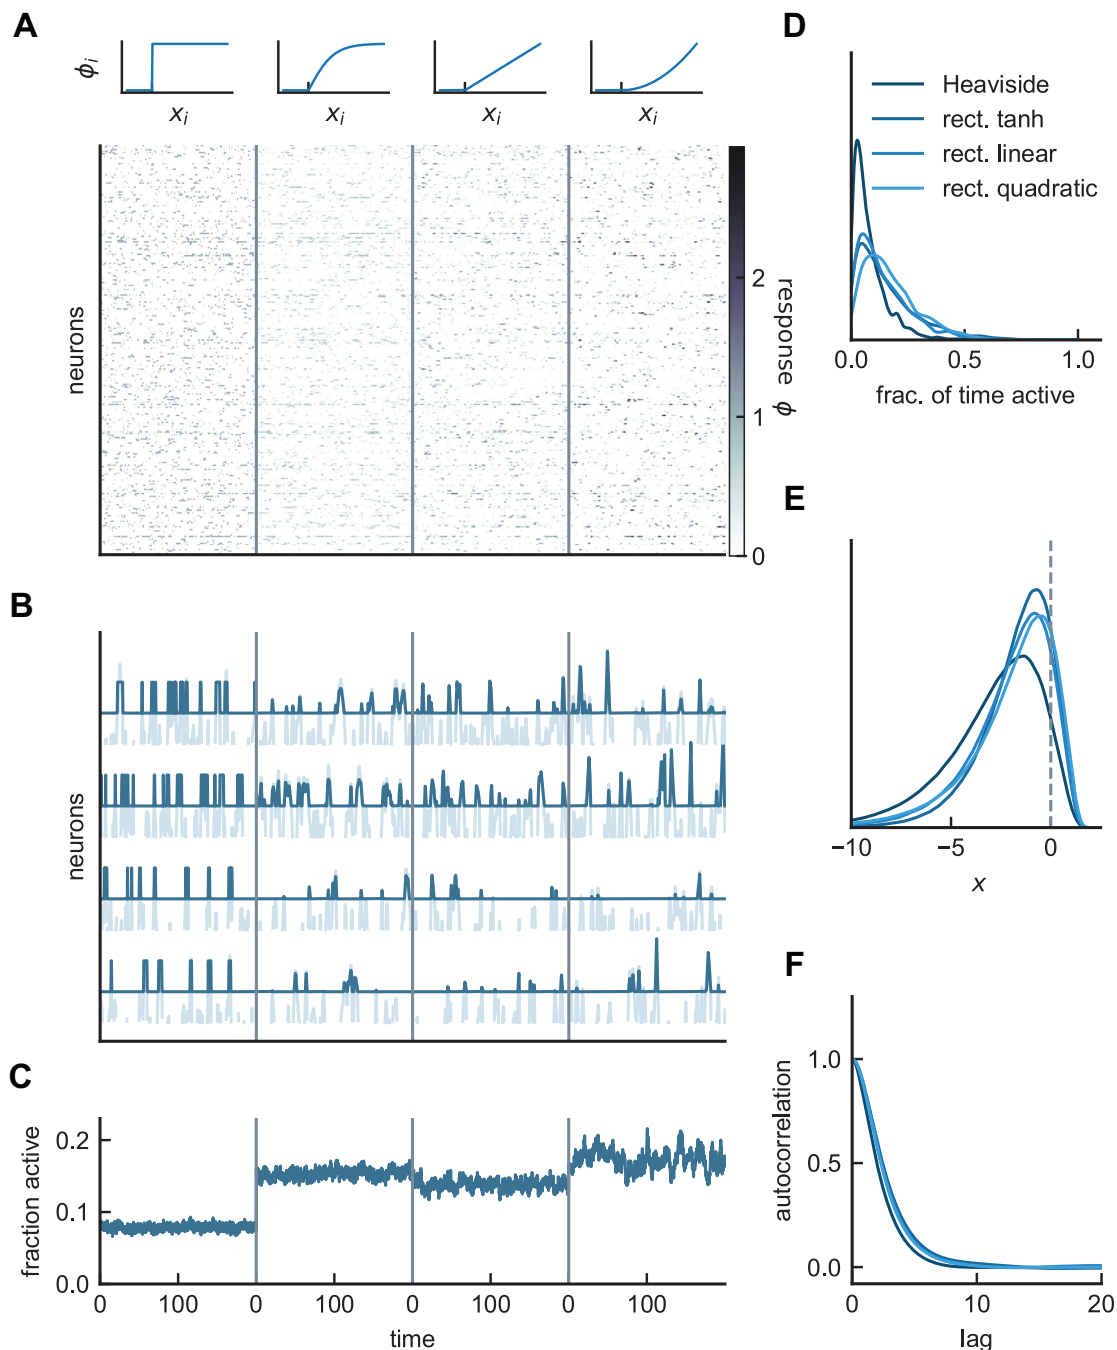 A
ϕi
xi
xi
xi
xi
neurons
2
1
0
response ϕ
B
neurons
C
fraction active
0.2
0.1
0.0
0 100 0 100 0 100 0 100
time
D
Heaviside
rect. tanh
rect. linear
rect. quadratic
0.0 0.5 1.0
frac. of time active
E
−10 −5 0
x
F
autocorrelation
1.0
0.5
0.0
0 10 20
lag